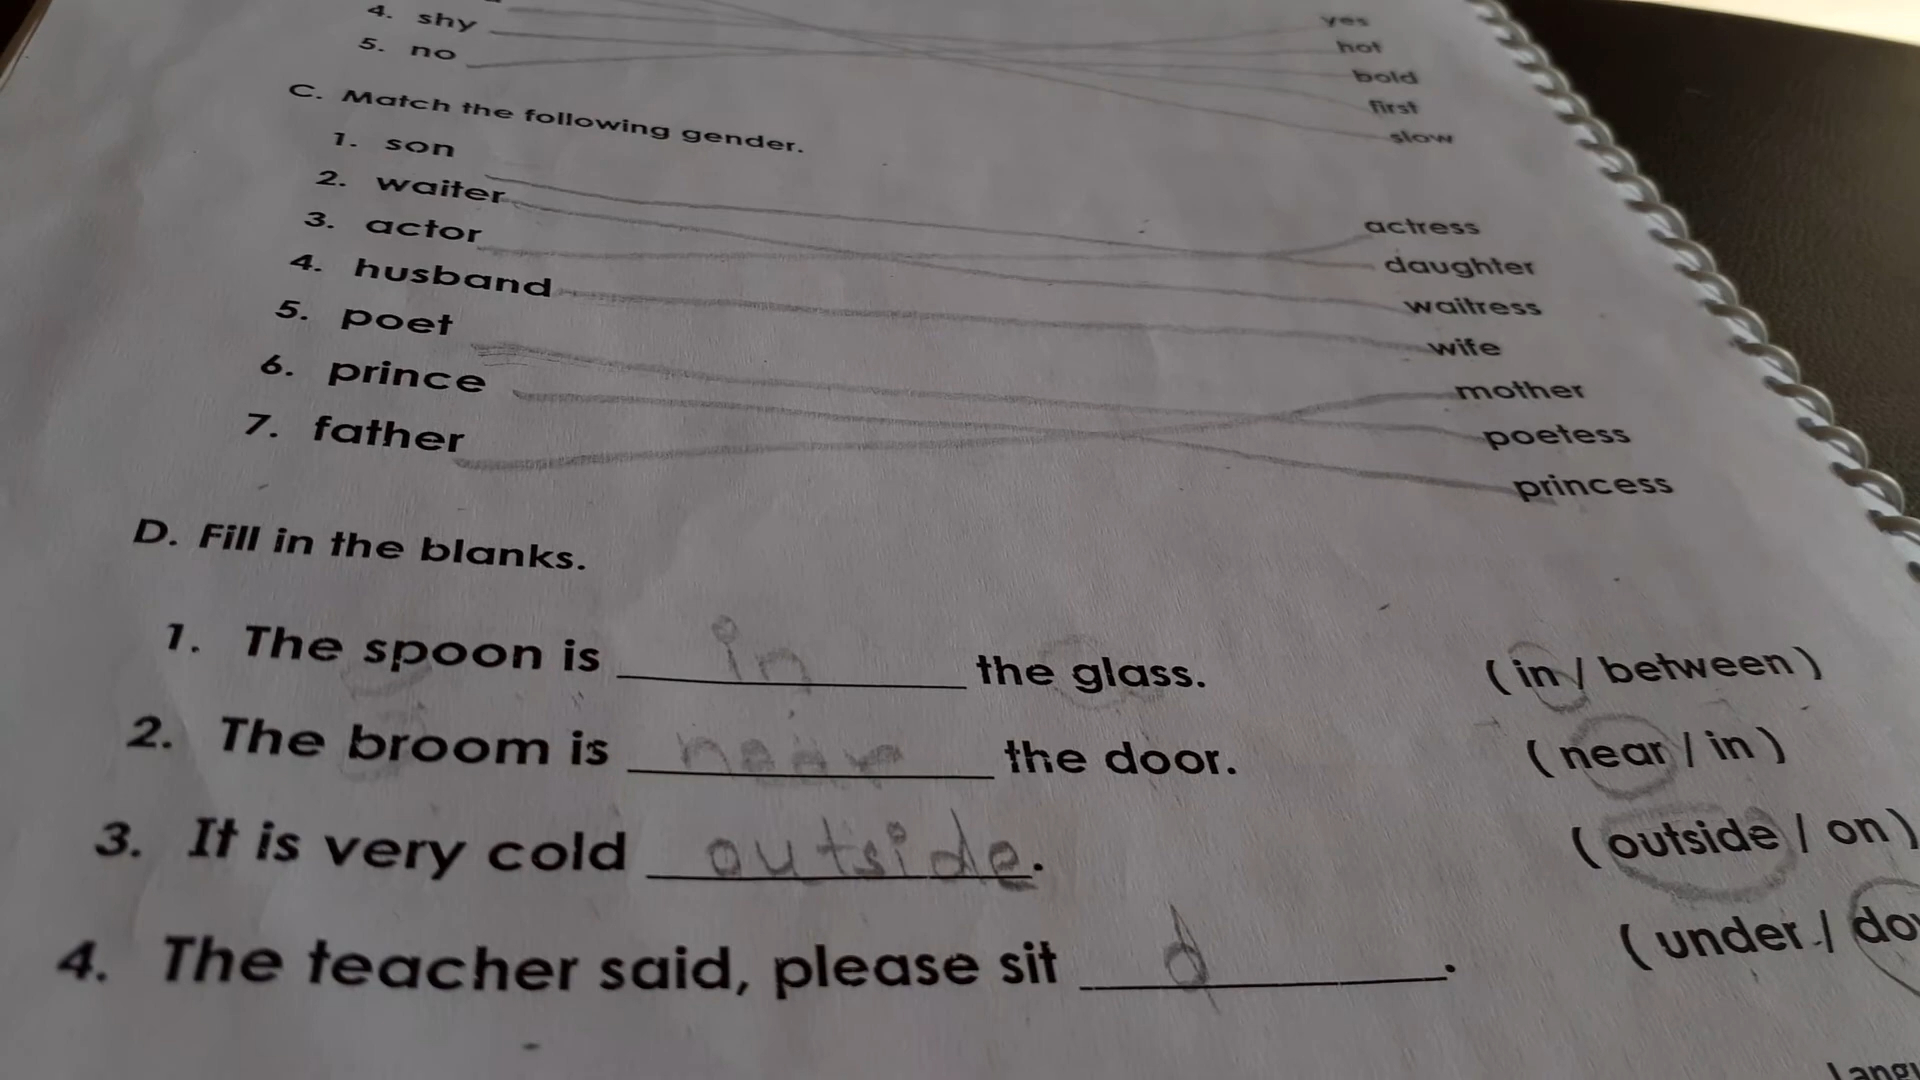 4. shy yes
5. no hot
bold
first
slow
C. Match the following gender.
1. son actress
2. waiter daughter
3. actor waitress
4. husband wife
5. poet mother
6. prince poetess
7. father princess
D. Fill in the blanks.
1. The spoon is in the glass. ( in / between )
2. The broom is near the door. ( near / in )
3. It is very cold outside. ( outside / on )
4. The teacher said, please sit d. ( under / do
Langu